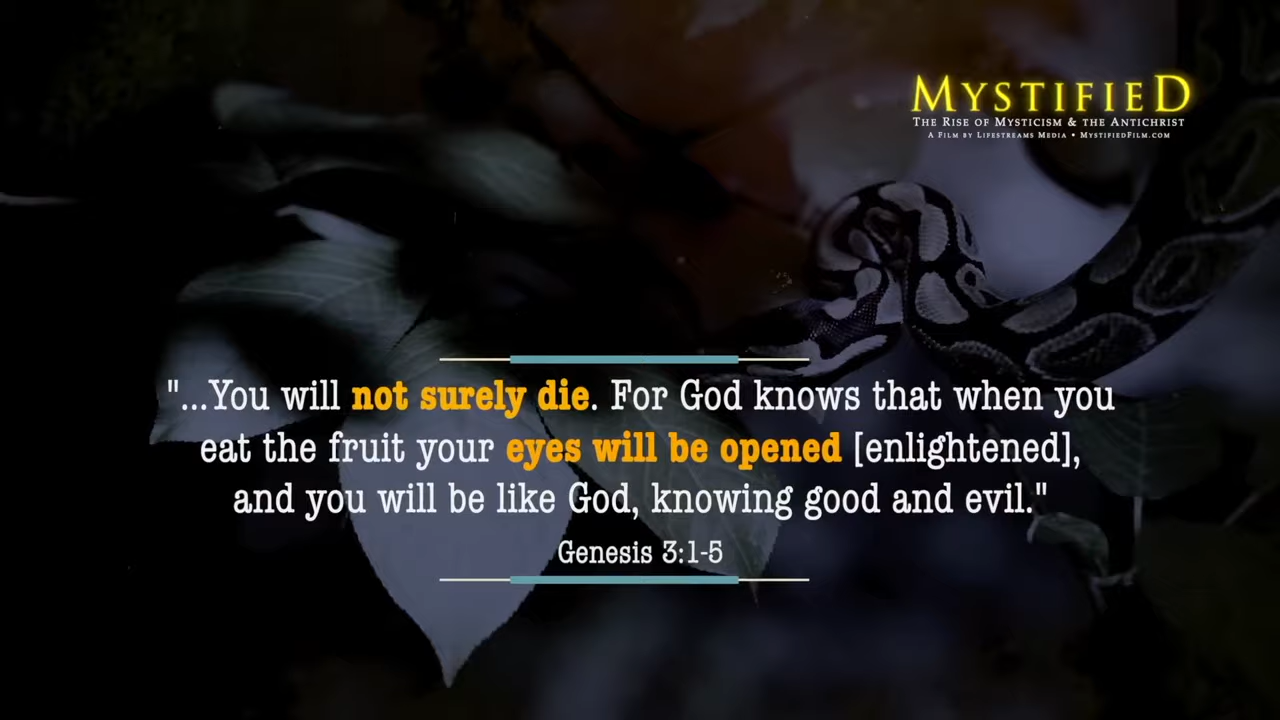 MYSTIFIED
THE RISE OF MYSTICISM & THE ANTICHRIST
A FILM BY LIFESTREAMS MEDIA • MYSTIFIEDFILM.COM
"...You will not surely die. For God knows that when you
eat the fruit your eyes will be opened [enlightened],
and you will be like God, knowing good and evil."
Genesis 3:1-5